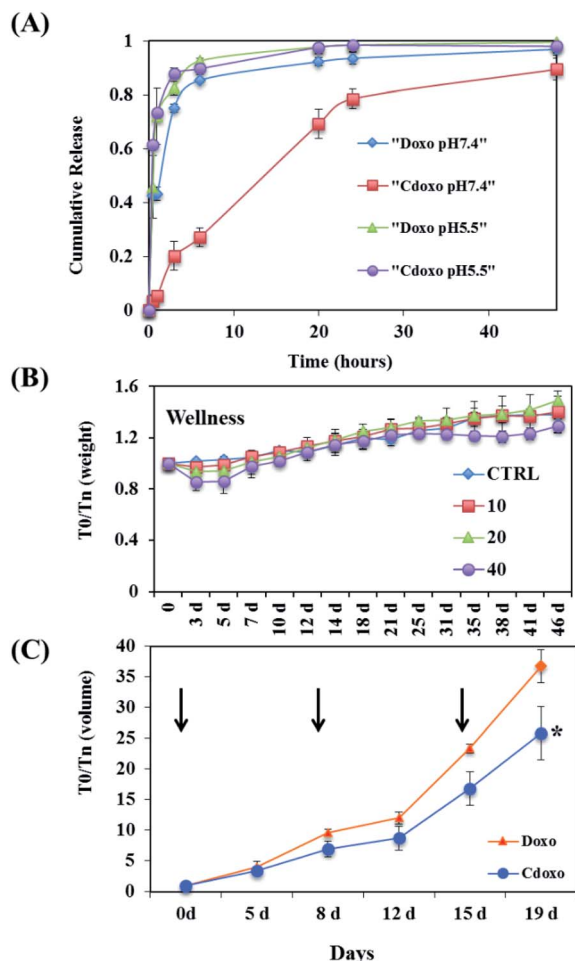 (A)
1
0.8
0.6
0.4
0.2
0
Cumulative Release
"Doxo pH7.4"
"Cdoxo pH7.4"
"Doxo pH5.5"
"Cdoxo pH5.5"
0 10 20 30 40
Time (hours)
(B)
1.6
1.2
0.8
0.4
0
T0/Tn (weight)
Wellness
CTRL
10
20
40
0 3 d 5 d 7 d 10 d 12 d 14 d 18 d 21 d 25 d 31 d 35 d 38 d 41 d 46 d
(C)
40
35
30
25
20
15
10
5
0
T0/Tn (volume)
*
Doxo
Cdoxo
0d 5 d 8 d 12 d 15 d 19 d
Days